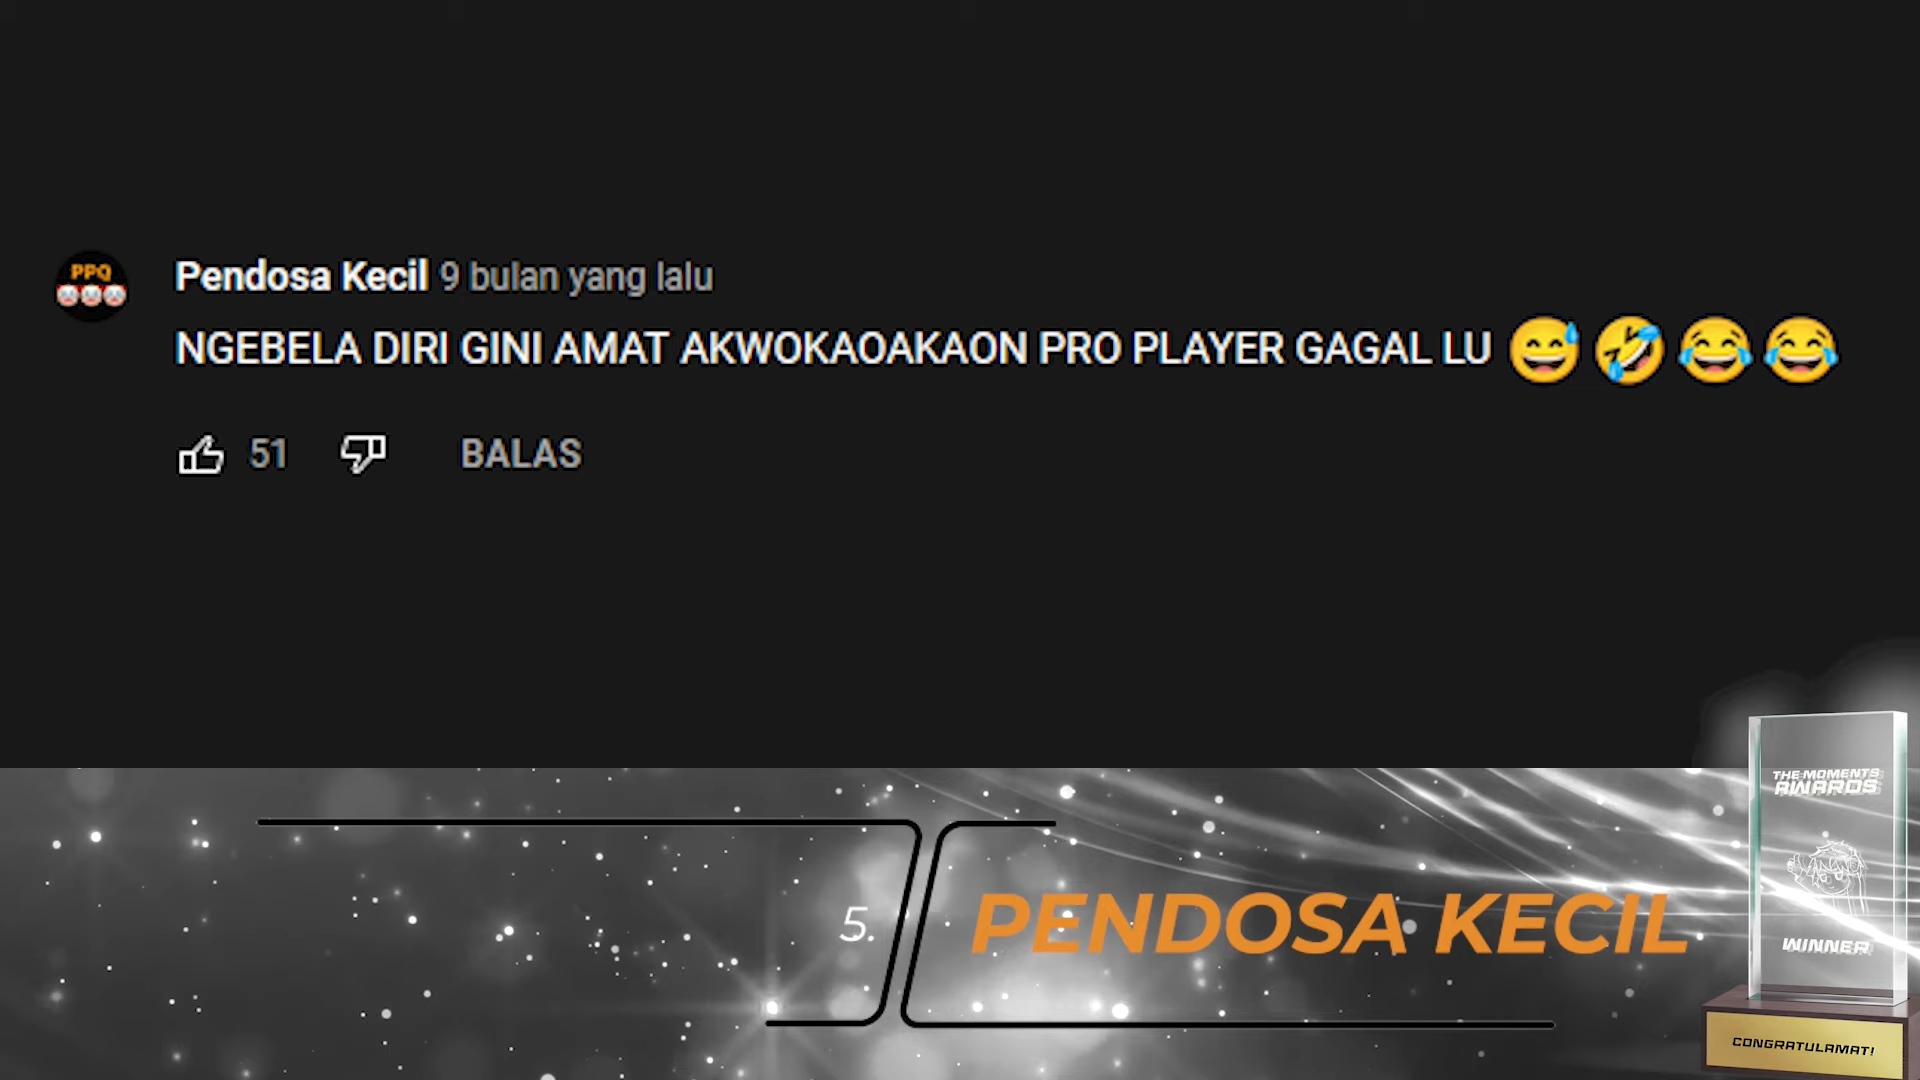 PPQ
Pendosa Kecil 9 bulan yang lalu
NGEBELA DIRI GINI AMAT AKWOKAOAKAON PRO PLAYER GAGAL LU 😅 🤣 😂 😂
51 BALAS
THE MOMENTS
AWARDS
5. PENDOSA KECIL
WINNER
CONGRATULAMAT!